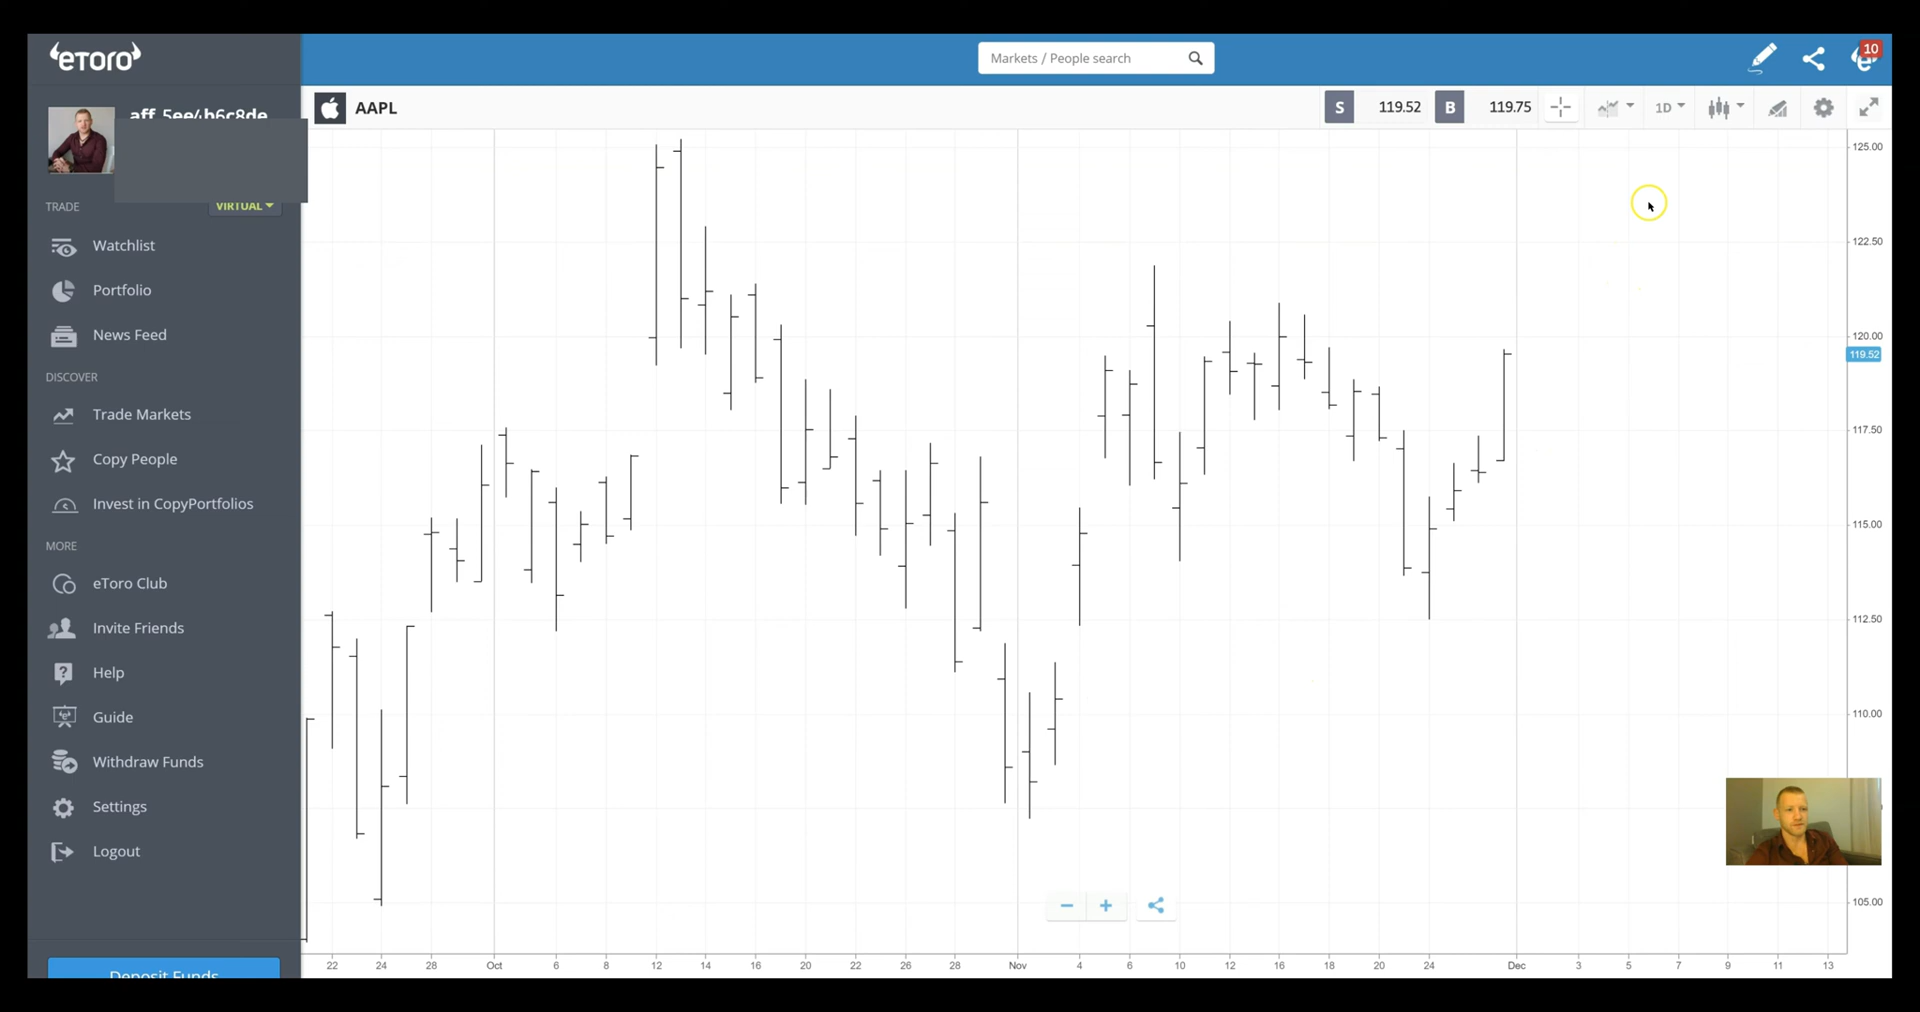 eToro
Markets / People search
10
aff_5ee4b6c8de
AAPL
S 119.52 B 119.75
1D
TRADE
VIRTUAL
Watchlist
Portfolio
News Feed
DISCOVER
Trade Markets
Copy People
Invest in CopyPortfolios
MORE
eToro Club
Invite Friends
Help
Guide
Withdraw Funds
Settings
Logout
Deposit Funds
125.00
122.50
120.00
119.52
117.50
115.00
112.50
110.00
105.00
22 24 28 Oct 6 8 12 14 16 20 22 26 28 Nov 4 6 10 12 16 18 20 24 Dec 3 5 7 9 11 13